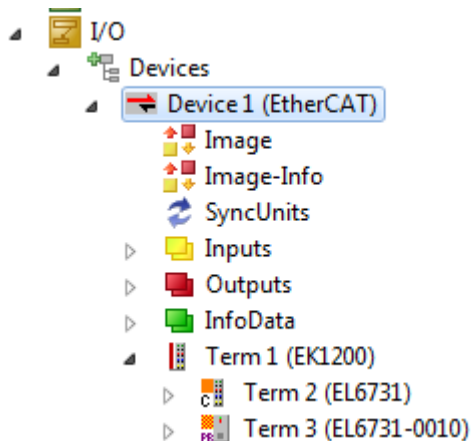 I/O
Devices
Device 1 (EtherCAT)
Image
Image-Info
SyncUnits
Inputs
Outputs
InfoData
Term 1 (EK1200)
C Term 2 (EL6731)
Term 3 (EL6731-0010)